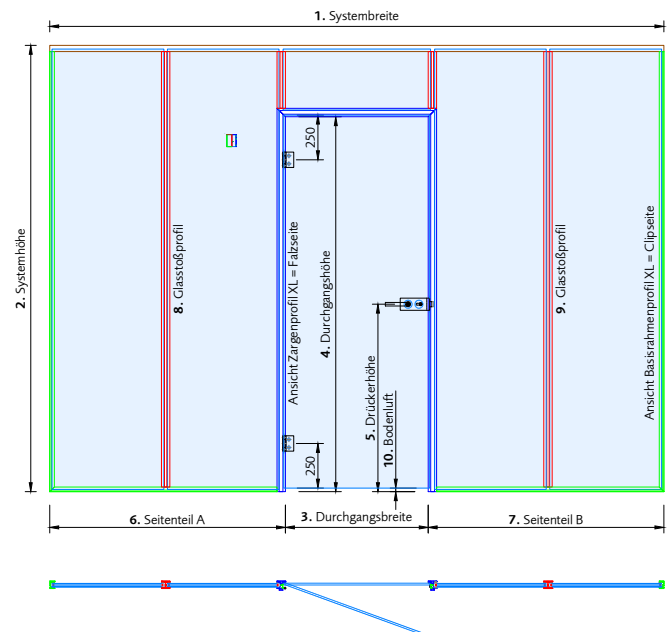 1. Systembreite
2. Systemhöhe
250
8. Glasstoßprofil
Ansicht Zargenprofil XL = Falzseite
4. Durchgangshöhe
5. Drückerhöhe
10. Bodenluft
9. Glasstoßprofil
Ansicht Basisrahmenprofil XL = Clipseite
250
6. Seitenteil A
3. Durchgangsbreite
7. Seitenteil B